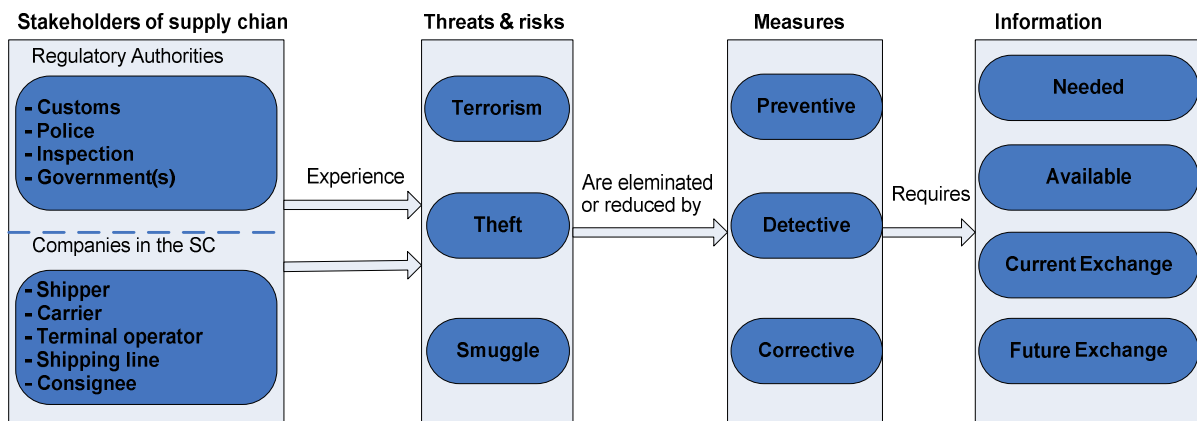 Stakeholders of supply chian
Regulatory Authorities
- Customs
- Police
- Inspection
- Government(s)
Companies in the SC
- Shipper
- Carrier
- Terminal operator
- Shipping line
- Consignee
Experience
Threats & risks
Terrorism
Theft
Smuggle
Are eleminated
or reduced by
Measures
Preventive
Detective
Corrective
Requires
Information
Needed
Available
Current Exchange
Future Exchange